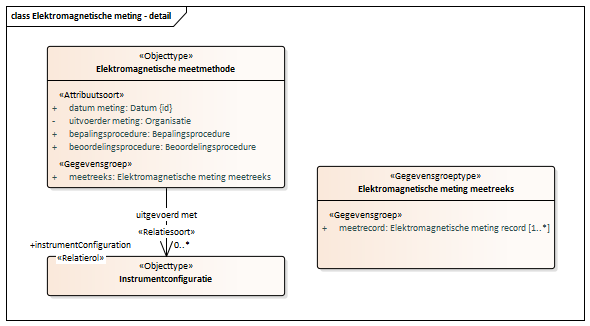 class Elektromagnetische meting - detail
«Objecttype»
Elektromagnetische meetmethode
«Attribuutsoort»
+ datum meting: Datum {id}
- uitvoerder meting: Organisatie
+ bepalingsprocedure: Bepalingsprocedure
+ beoordelingsprocedure: Beoordelingsprocedure
«Gegevensgroep»
+ meetreeks: Elektromagnetische meting meetreeks
uitgevoerd met
«Relatiesoort»
+instrumentConfiguration
0..*
«Relatierol»
«Objecttype»
Instrumentconfiguratie
«Gegevensgroeptype»
Elektromagnetische meting meetreeks
«Gegevensgroep»
+ meetrecord: Elektromagnetische meting record [1..*]